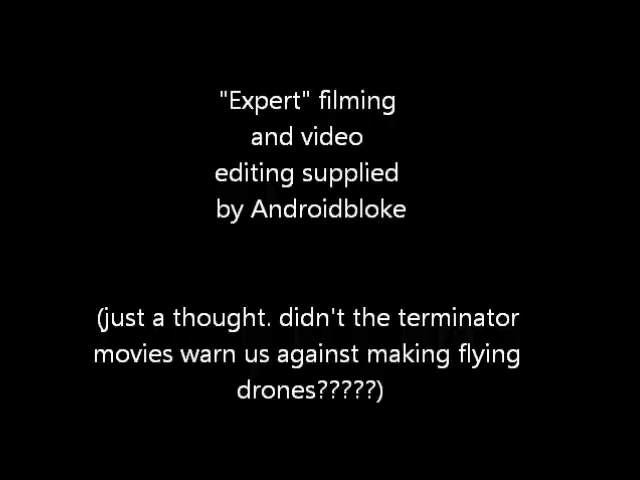 "Expert" filming
and video
editing supplied
by Androidbloke
(just a thought. didn't the terminator
movies warn us against making flying
drones?????)